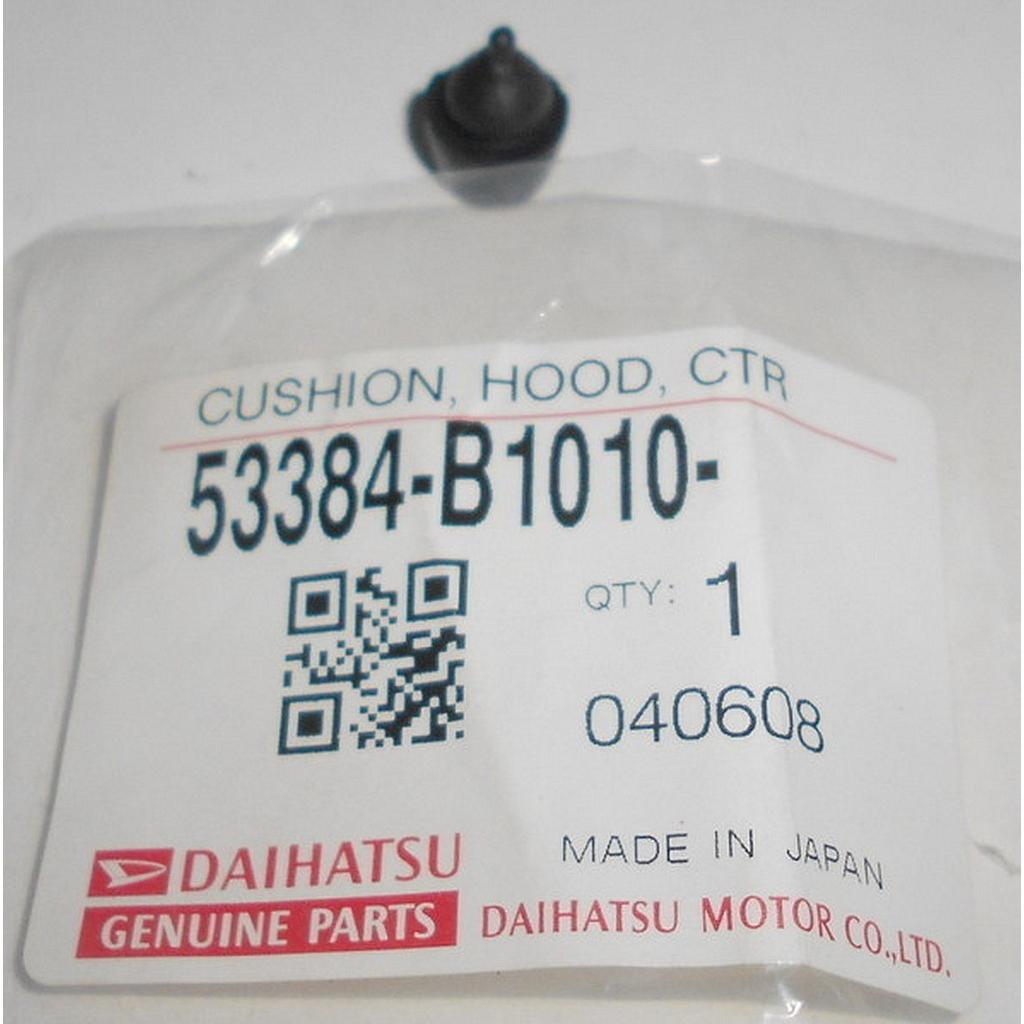 CUSHION, HOOD, CTR
53384-B1010-
QTY: 1
040608
MADE IN JAPAN
DAIHATSU
GENUINE PARTS
DAIHATSU MOTOR CO.,LTD.